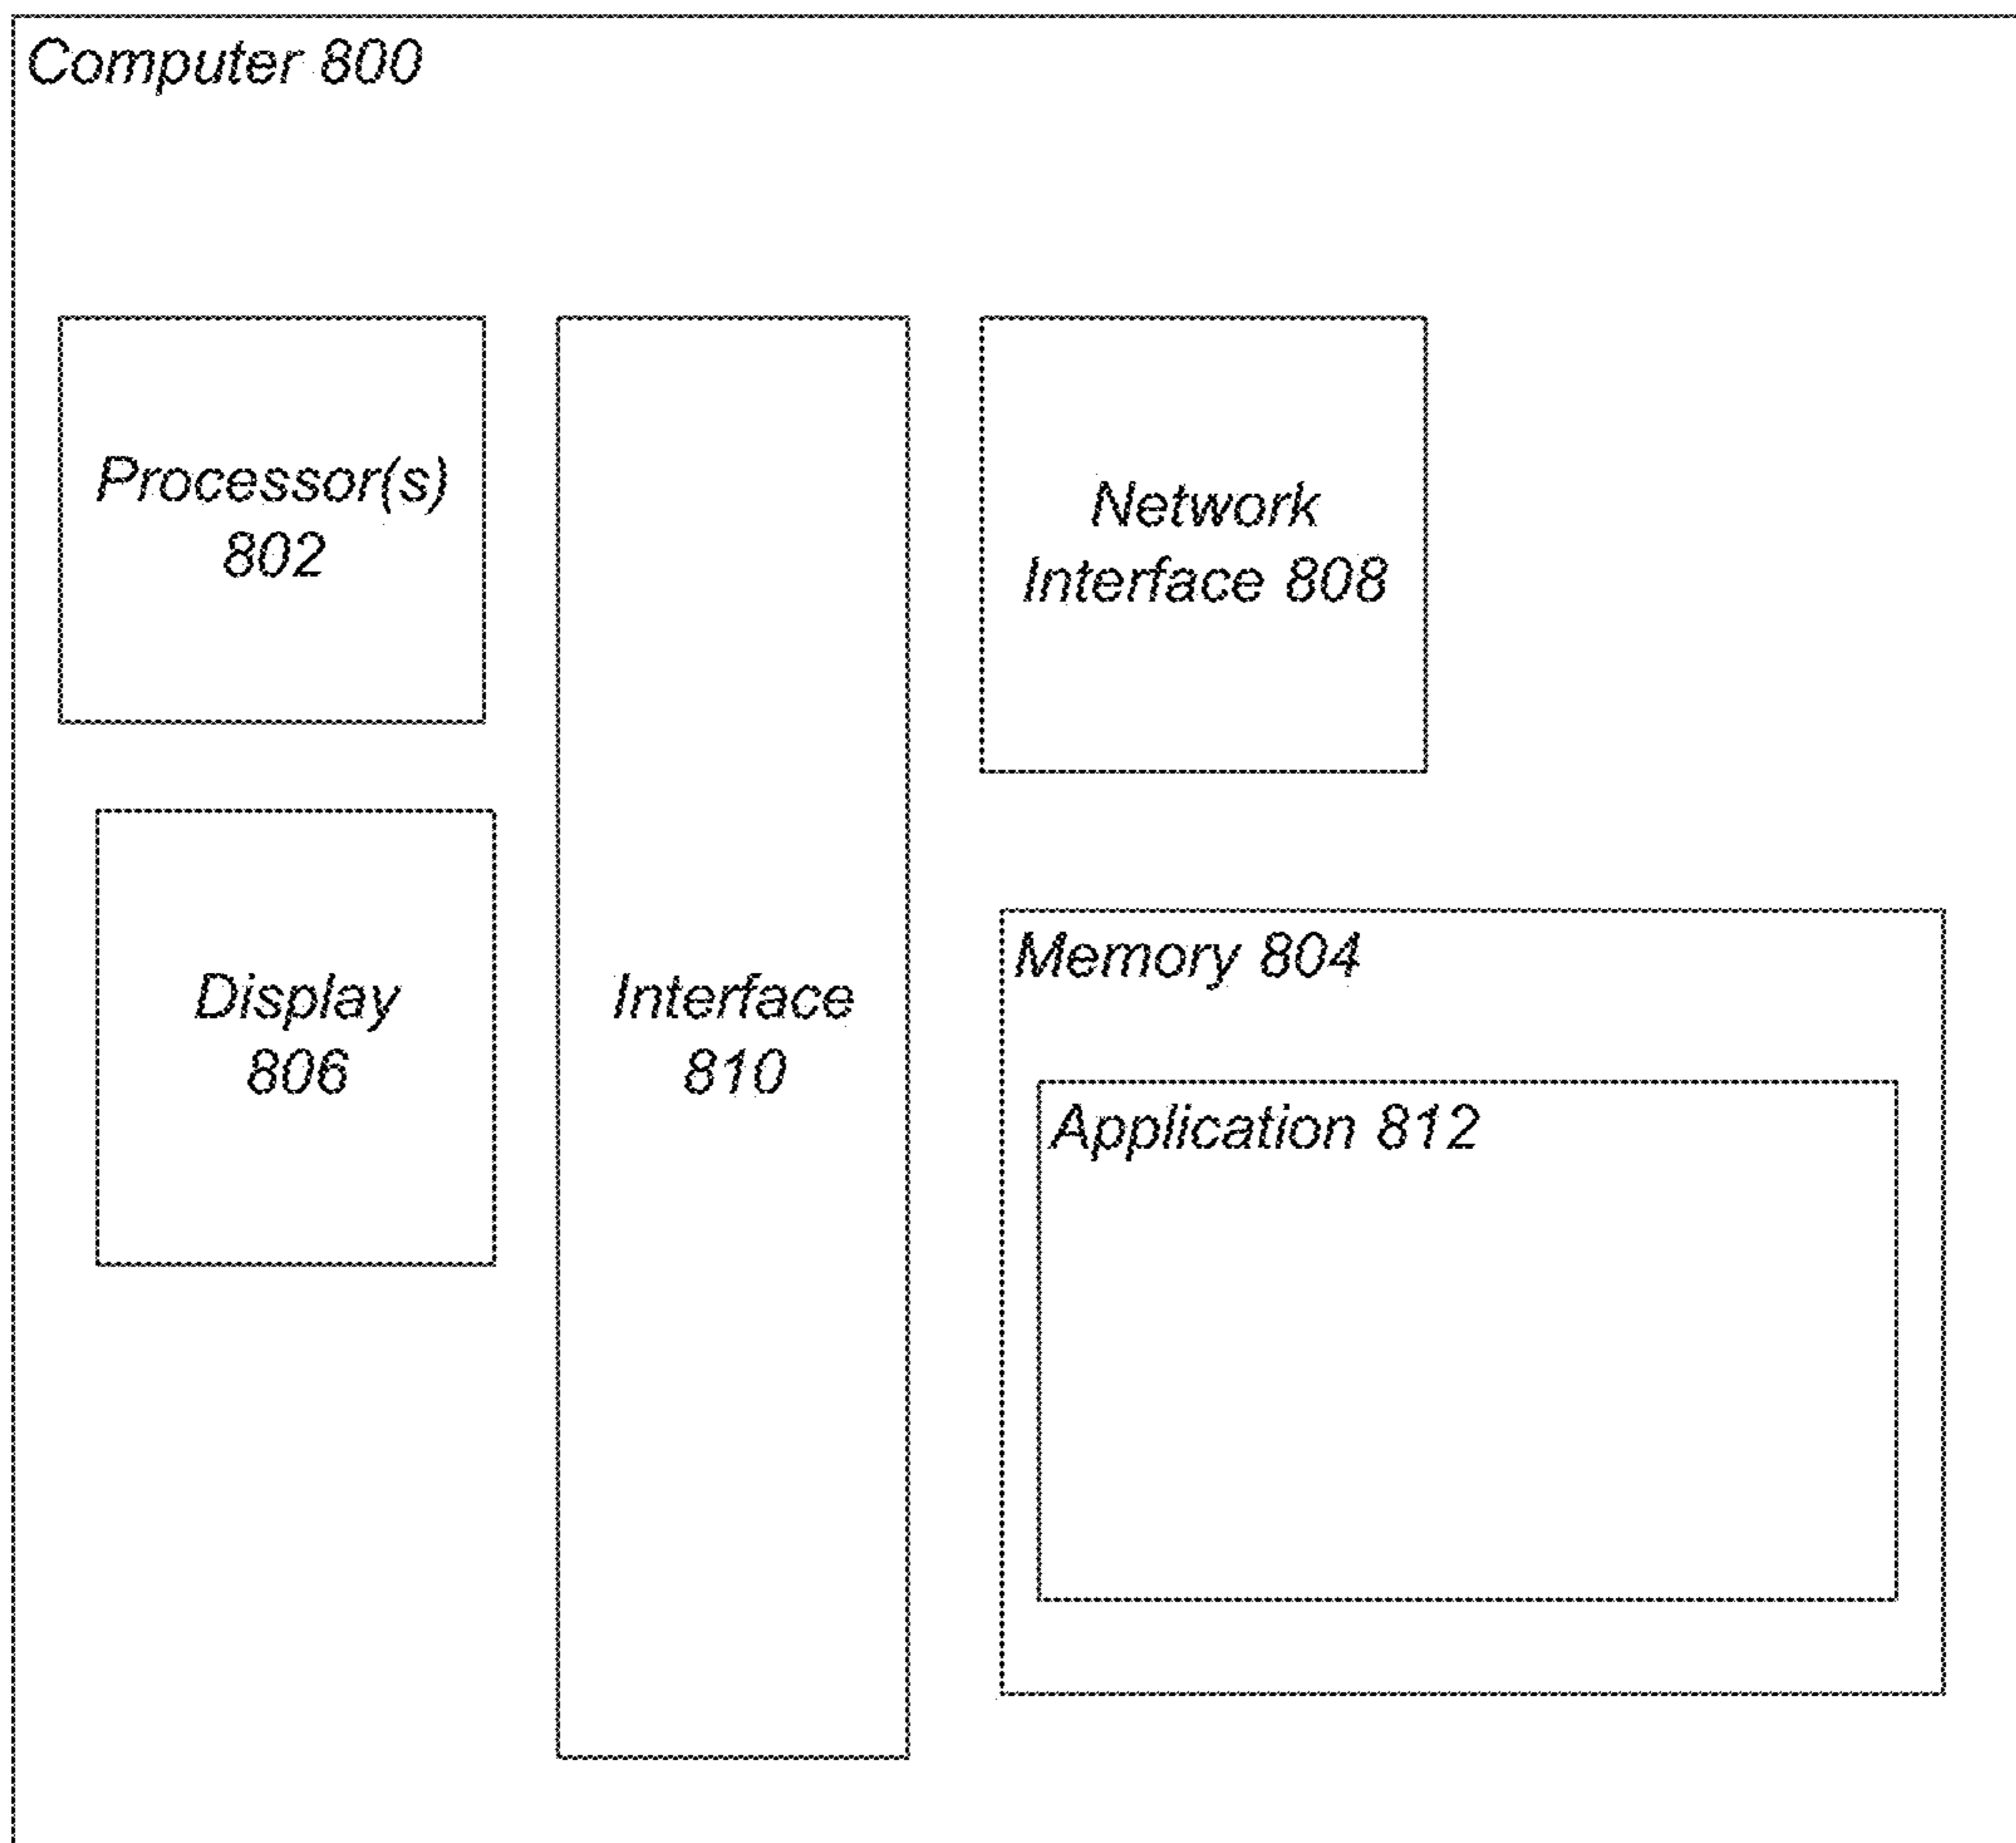 Computer 800
Processor(s)
802
Network
Interface 808
Display
806
Interface
810
Memory 804
Application 812